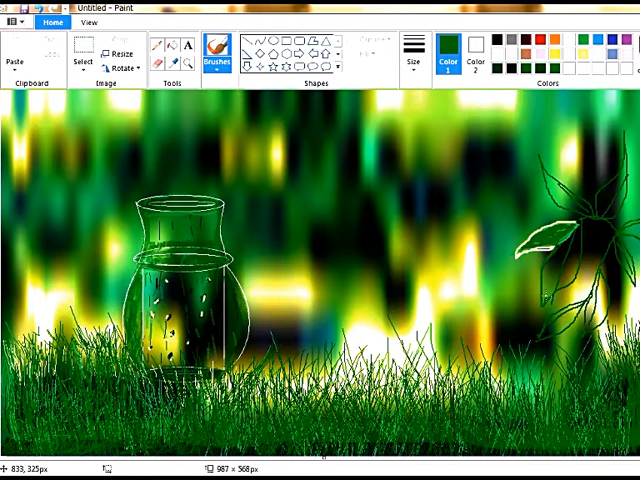 Untitled - Paint
Home View
Paste
Select
Resize
Rotate
A
Brushes
Size
Color 1
Color 2
Clipboard Image Tools Shapes Colors
833, 325px
987 × 568px